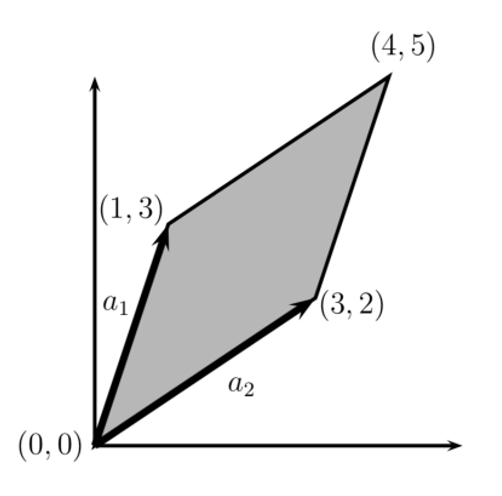 (4, 5)
(1, 3)
a₁
(3, 2)
a₂
(0, 0)